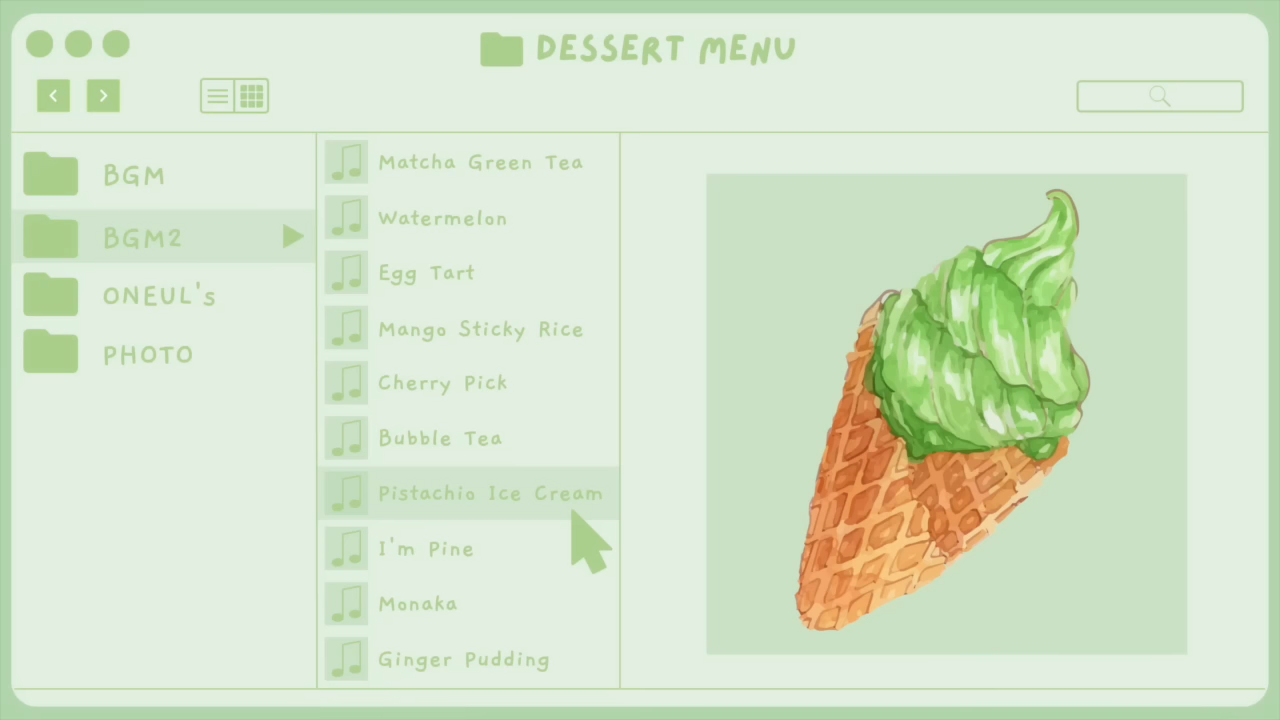 DESSERT MENU
BGM
BGM2
ONEUL's
PHOTO
Matcha Green Tea
Watermelon
Egg Tart
Mango Sticky Rice
Cherry Pick
Bubble Tea
Pistachio Ice Cream
I'm Pine
Monaka
Ginger Pudding